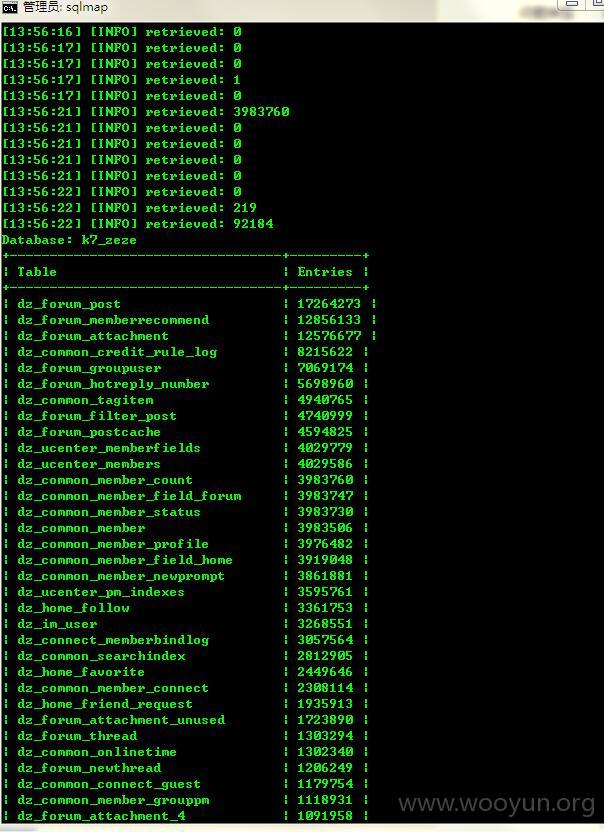 管理员: sqlmap
[13:56:16] [INFO] retrieved: 0
[13:56:17] [INFO] retrieved: 0
[13:56:17] [INFO] retrieved: 0
[13:56:17] [INFO] retrieved: 1
[13:56:17] [INFO] retrieved: 0
[13:56:21] [INFO] retrieved: 3983760
[13:56:21] [INFO] retrieved: 0
[13:56:21] [INFO] retrieved: 0
[13:56:21] [INFO] retrieved: 0
[13:56:21] [INFO] retrieved: 0
[13:56:22] [INFO] retrieved: 0
[13:56:22] [INFO] retrieved: 219
[13:56:22] [INFO] retrieved: 92184
Database: k7_zeze
| Table | Entries |
| dz_forum_post | 17264273 |
| dz_forum_memberrecommend | 12856133 |
| dz_forum_attachment | 12576677 |
| dz_common_credit_rule_log | 8215622 |
| dz_forum_groupuser | 7069174 |
| dz_forum_hotreply_number | 5698960 |
| dz_common_tagitem | 4940765 |
| dz_forum_filter_post | 4740999 |
| dz_forum_postcache | 4594825 |
| dz_ucenter_memberfields | 4029779 |
| dz_ucenter_members | 4029586 |
| dz_common_member_count | 3983760 |
| dz_common_member_field_forum | 3983747 |
| dz_common_member_status | 3983730 |
| dz_common_member | 3983506 |
| dz_common_member_profile | 3976482 |
| dz_common_member_field_home | 3919048 |
| dz_common_member_newprompt | 3861881 |
| dz_ucenter_pm_indexes | 3595761 |
| dz_home_follow | 3361753 |
| dz_im_user | 3268551 |
| dz_connect_memberbindlog | 3057564 |
| dz_common_searchindex | 2812905 |
| dz_home_favorite | 2449646 |
| dz_common_member_connect | 2308114 |
| dz_home_friend_request | 1935913 |
| dz_forum_attachment_unused | 1723890 |
| dz_forum_thread | 1303294 |
| dz_common_onlinetime | 1302340 |
| dz_forum_newthread | 1206249 |
| dz_common_connect_guest | 1179754 |
| dz_common_member_grouppm | 1118931 |
| dz_forum_attachment_4 | 1091958 |
www.wooyun.org